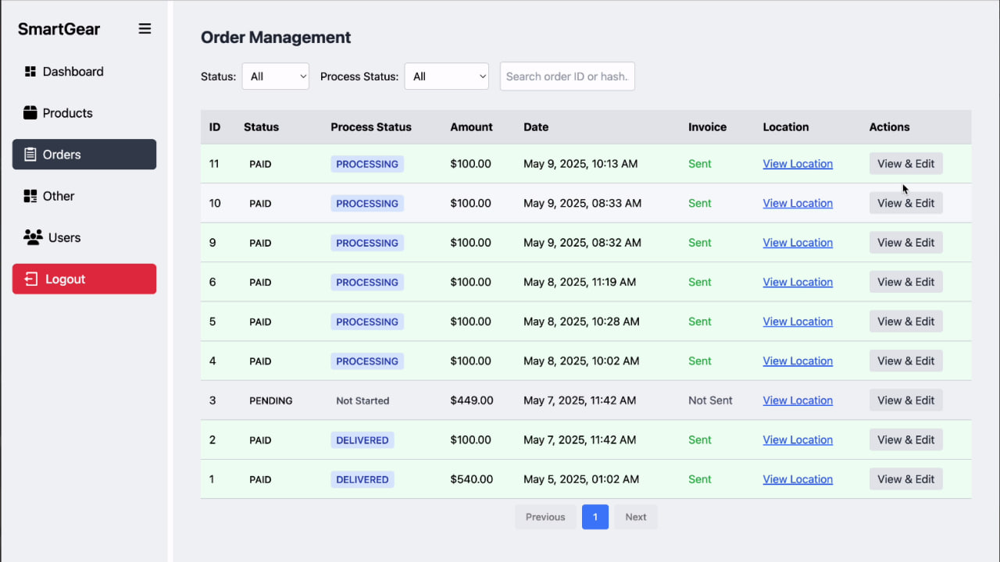 SmartGear
Dashboard
Products
Orders
Other
Users
Logout
Order Management
Status: All Process Status: All Search order ID or hash.
ID Status Process Status Amount Date Invoice Location Actions
11 PAID PROCESSING $100.00 May 9, 2025, 10:13 AM Sent View Location View & Edit
10 PAID PROCESSING $100.00 May 9, 2025, 08:33 AM Sent View Location View & Edit
9 PAID PROCESSING $100.00 May 9, 2025, 08:32 AM Sent View Location View & Edit
6 PAID PROCESSING $100.00 May 8, 2025, 11:19 AM Sent View Location View & Edit
5 PAID PROCESSING $100.00 May 8, 2025, 10:28 AM Sent View Location View & Edit
4 PAID PROCESSING $100.00 May 8, 2025, 10:02 AM Sent View Location View & Edit
3 PENDING Not Started $449.00 May 7, 2025, 11:42 AM Not Sent View Location View & Edit
2 PAID DELIVERED $100.00 May 7, 2025, 11:42 AM Sent View Location View & Edit
1 PAID DELIVERED $540.00 May 5, 2025, 01:02 AM Sent View Location View & Edit
Previous 1 Next